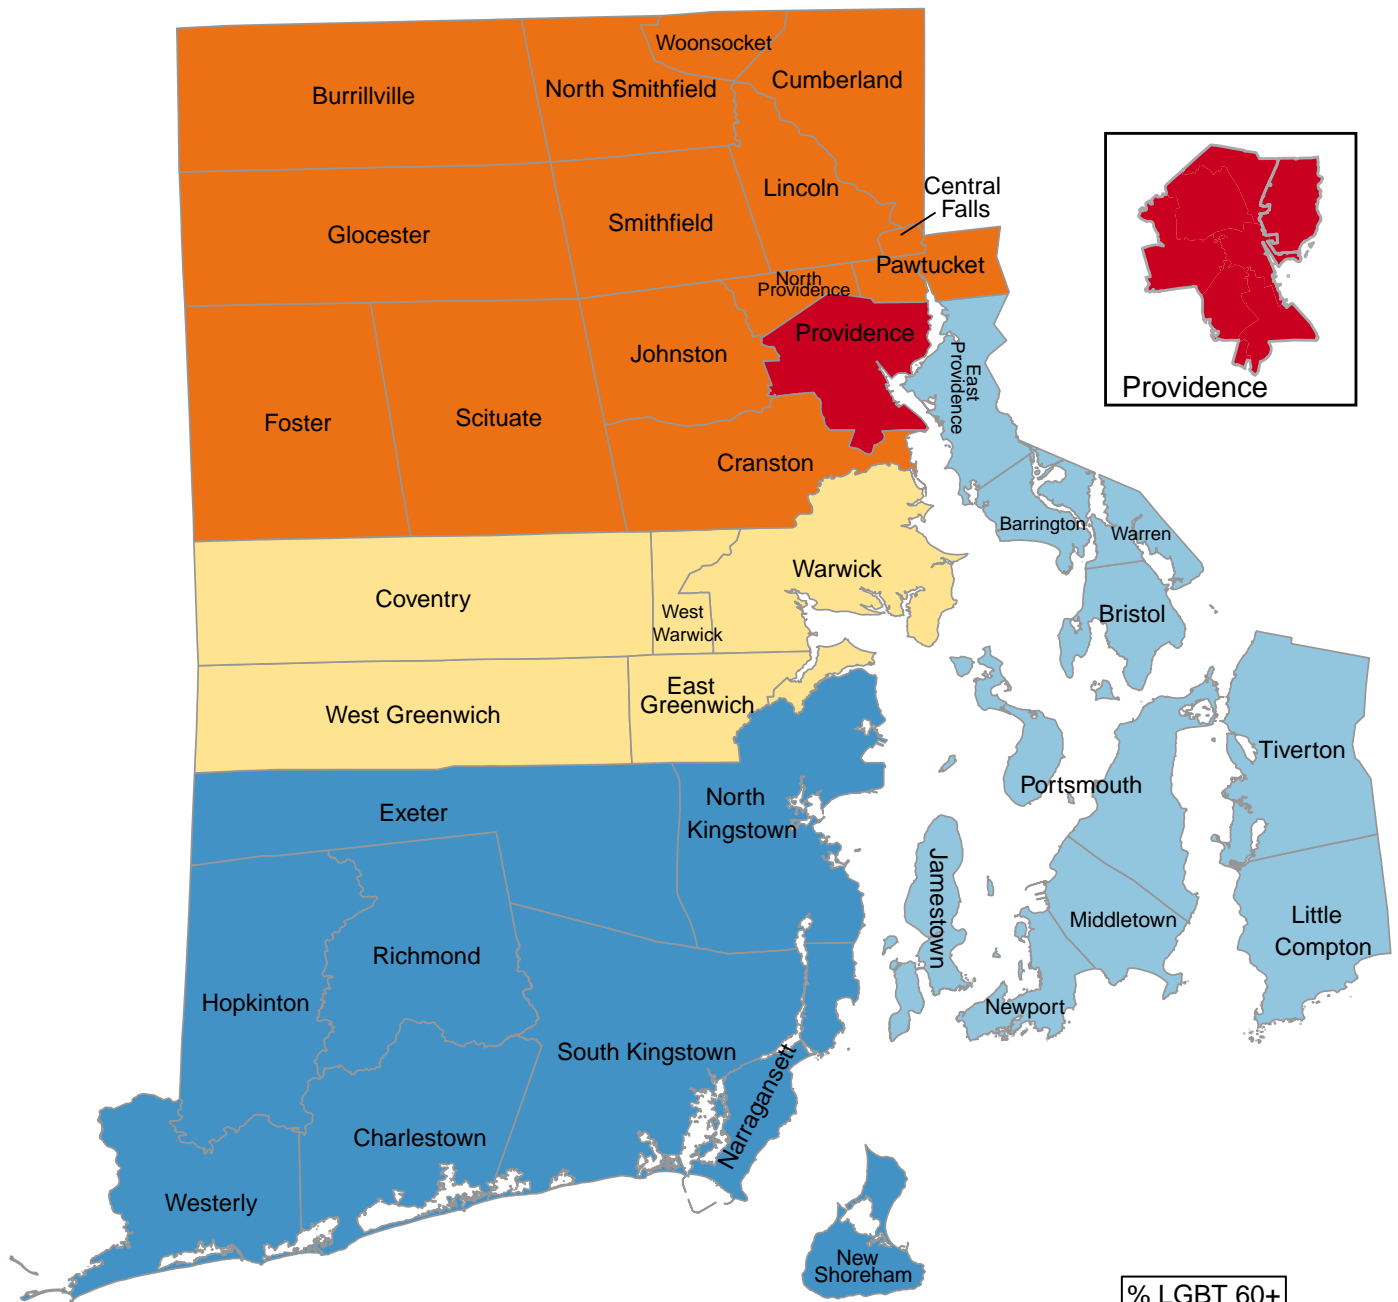 Woonsocket
Burrillville
North Smithfield
Cumberland
Lincoln
Central
Falls
Glocester
Smithfield
Pawtucket
North
Providence
Providence
Johnston
East
Providence
Foster
Scituate
Cranston
Providence
Barrington
Warren
Warwick
Coventry
West
Warwick
Bristol
East
Greenwich
West Greenwich
Tiverton
Portsmouth
Exeter
North
Kingstown
Jamestown
Middletown
Little
Compton
Richmond
Hopkinton
Newport
South Kingstown
Narragansett
Charlestown
Westerly
New
Shoreham
% LGBT 60+